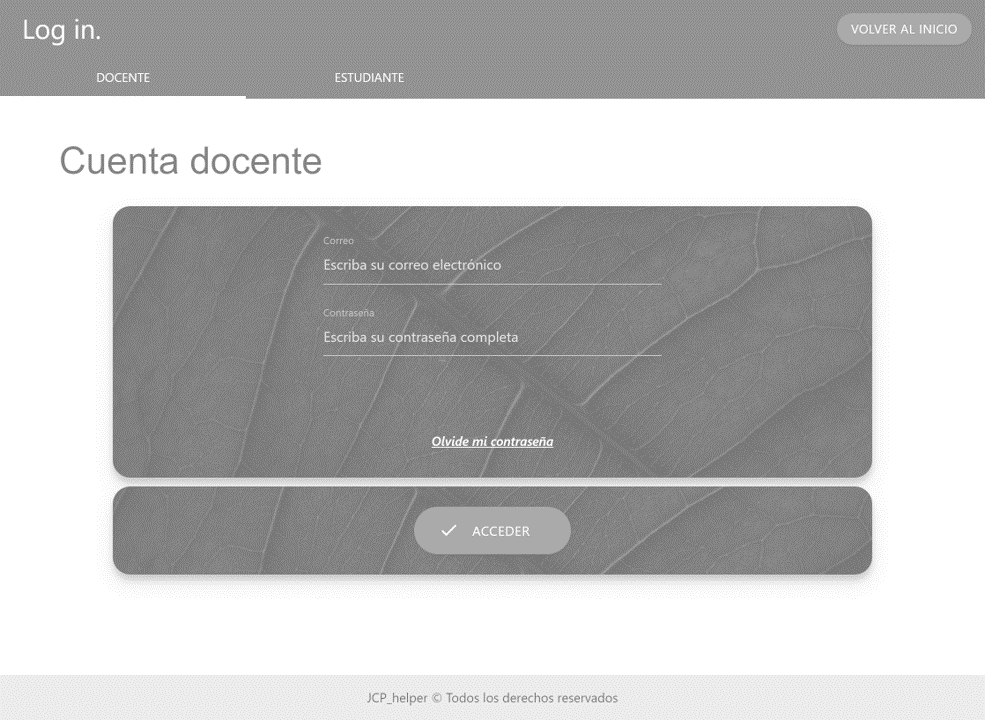 Log in.
VOLVER AL INICIO
DOCENTE
ESTUDIANTE
Cuenta docente
Correo
Escriba su correo electrónico
Contraseña
Escriba su contraseña completa
Olvide mi contraseña
ACCEDER
JCP_helper © Todos los derechos reservados